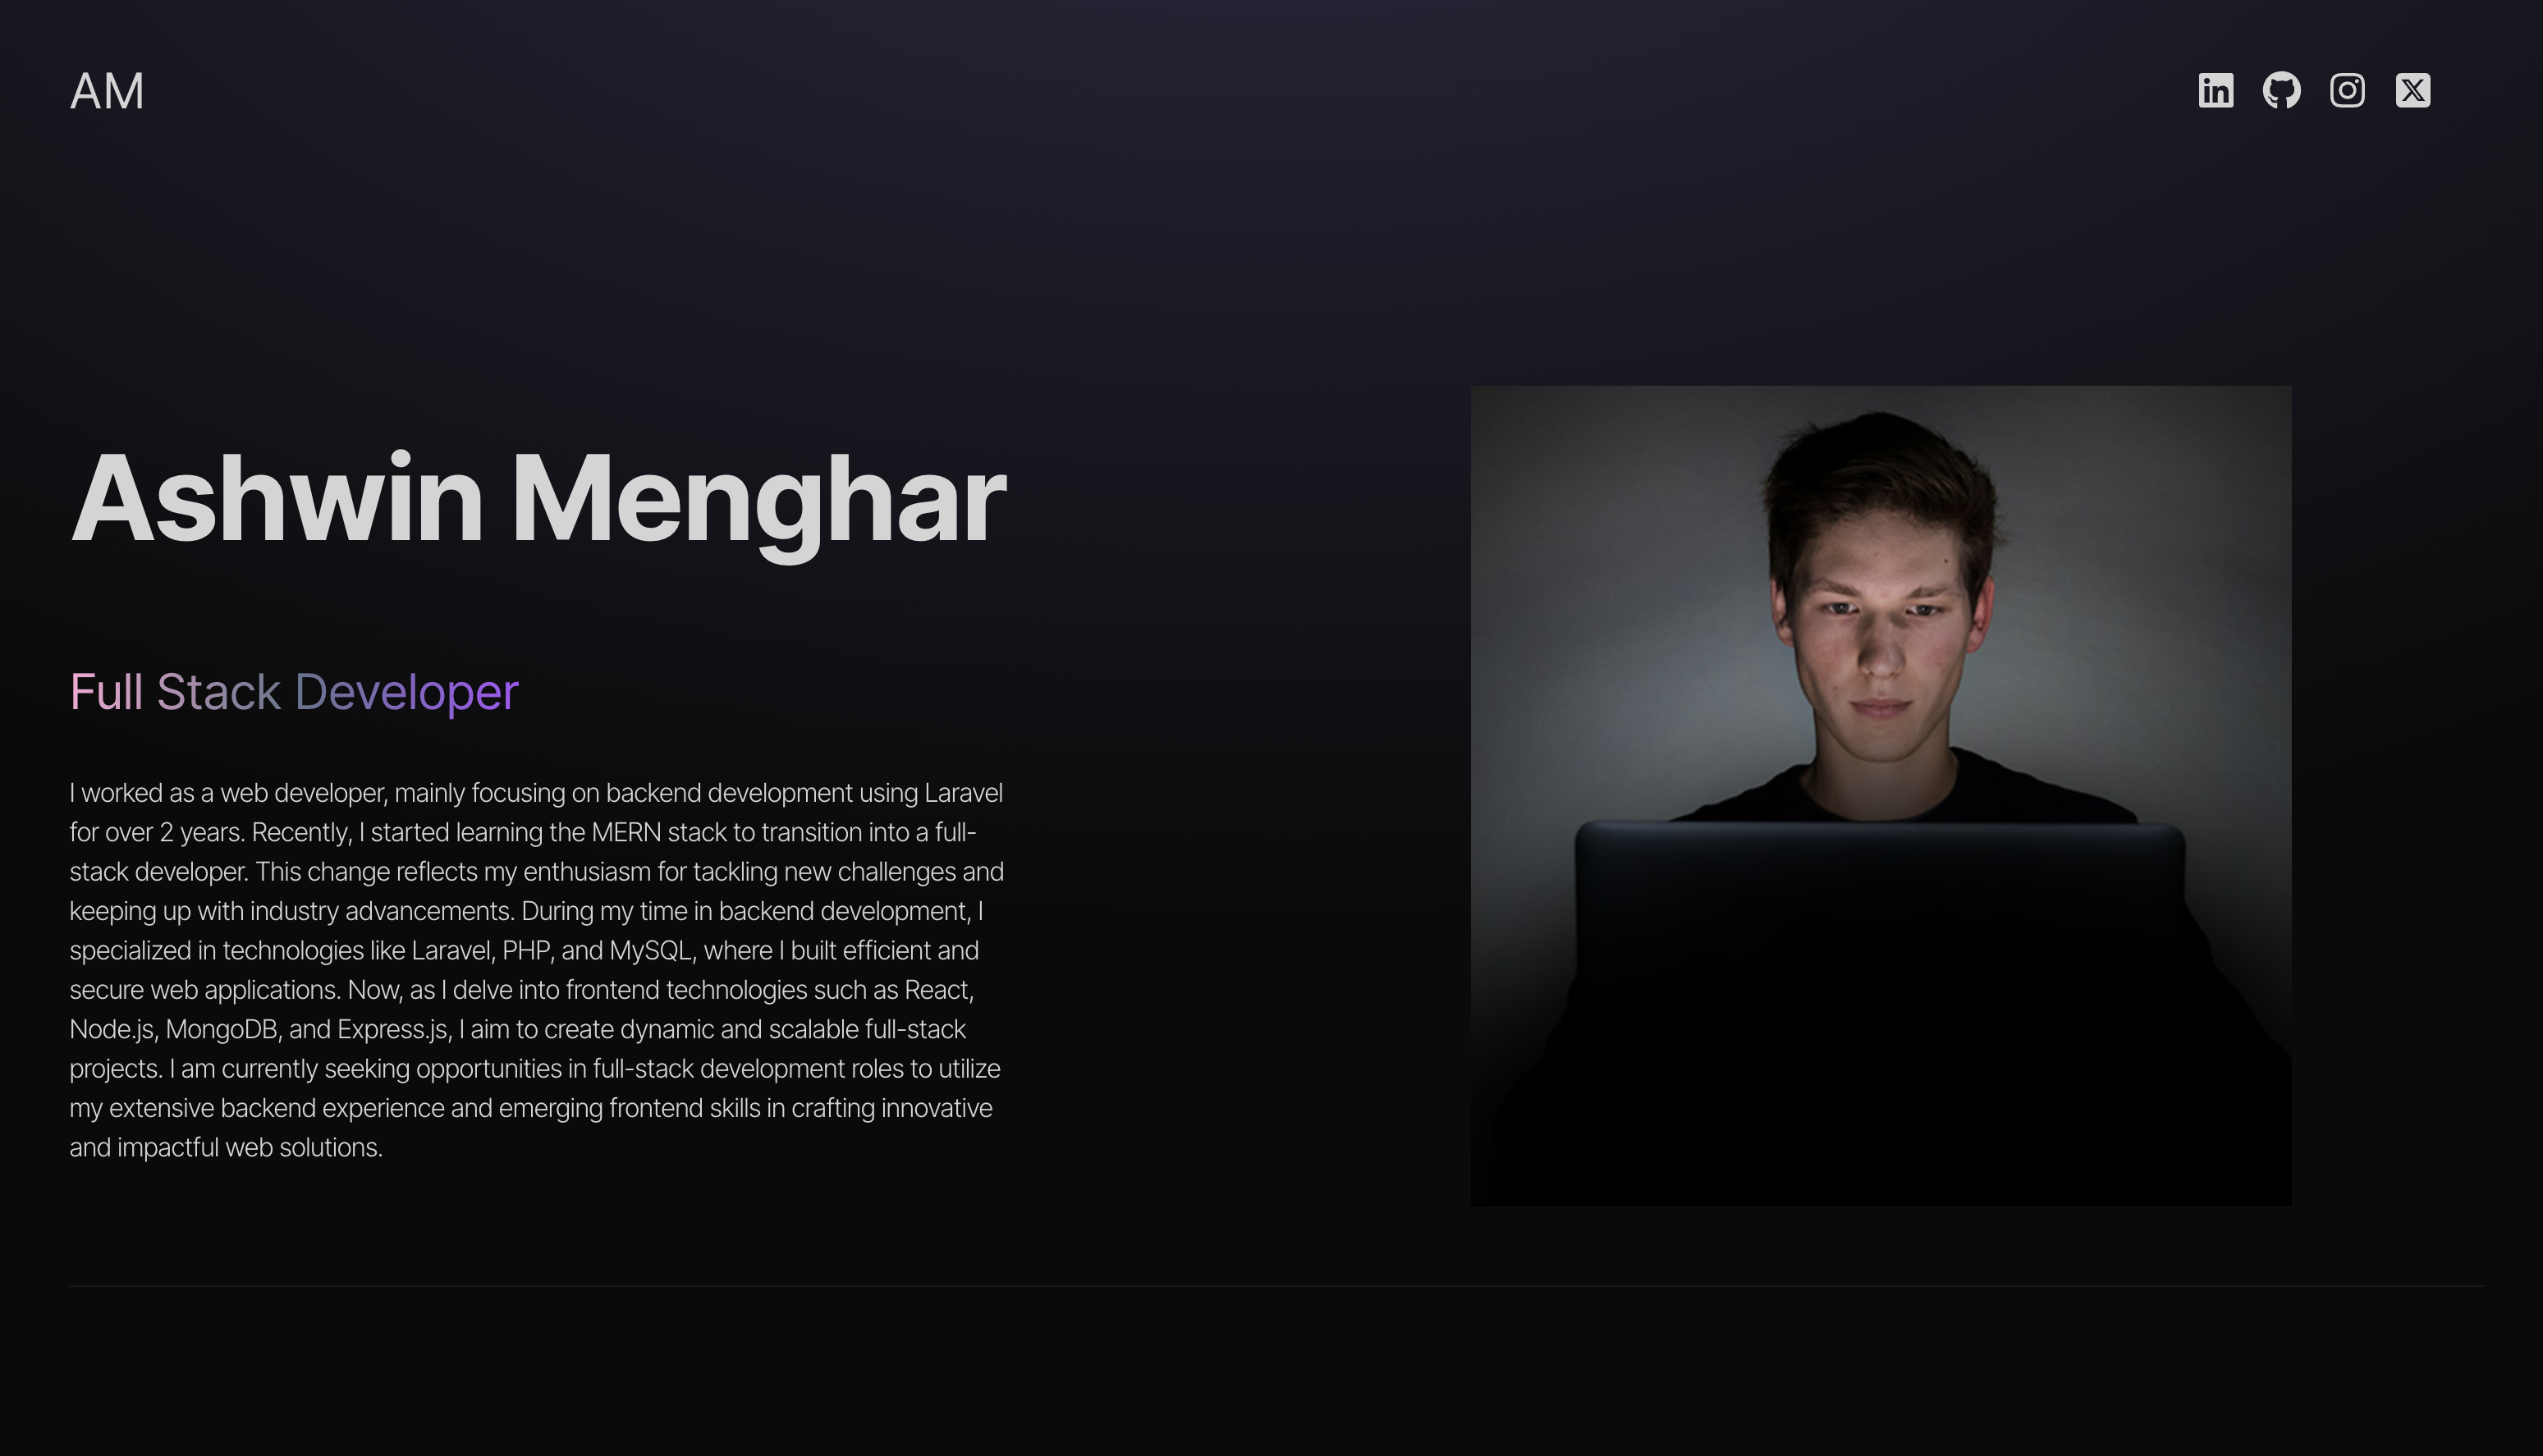 AM
Ashwin Menghar
Full Stack Developer
I worked as a web developer, mainly focusing on backend development using Laravel
for over 2 years. Recently, I started learning the MERN stack to transition into a full-
stack developer. This change reflects my enthusiasm for tackling new challenges and
keeping up with industry advancements. During my time in backend development, I
specialized in technologies like Laravel, PHP, and MySQL, where I built efficient and
secure web applications. Now, as I delve into frontend technologies such as React,
Node.js, MongoDB, and Express.js, I aim to create dynamic and scalable full-stack
projects. I am currently seeking opportunities in full-stack development roles to utilize
my extensive backend experience and emerging frontend skills in crafting innovative
and impactful web solutions.